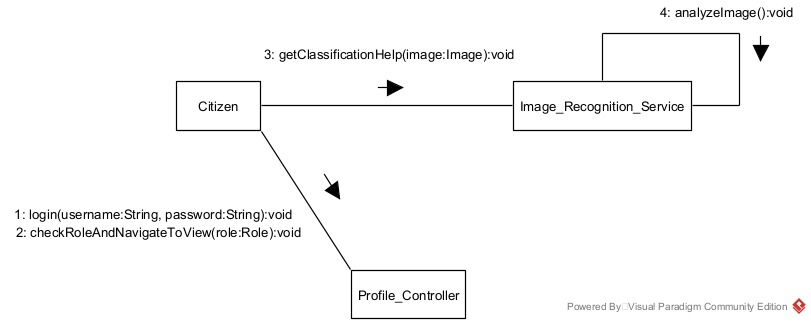 4: analyzeImage():void
3: getClassificationHelp(image:Image):void
Citizen
Image_Recognition_Service
1: login(username:String, password:String):void
2: checkRoleAndNavigateToView(role:Role):void
Profile_Controller
Powered By Visual Paradigm Community Edition